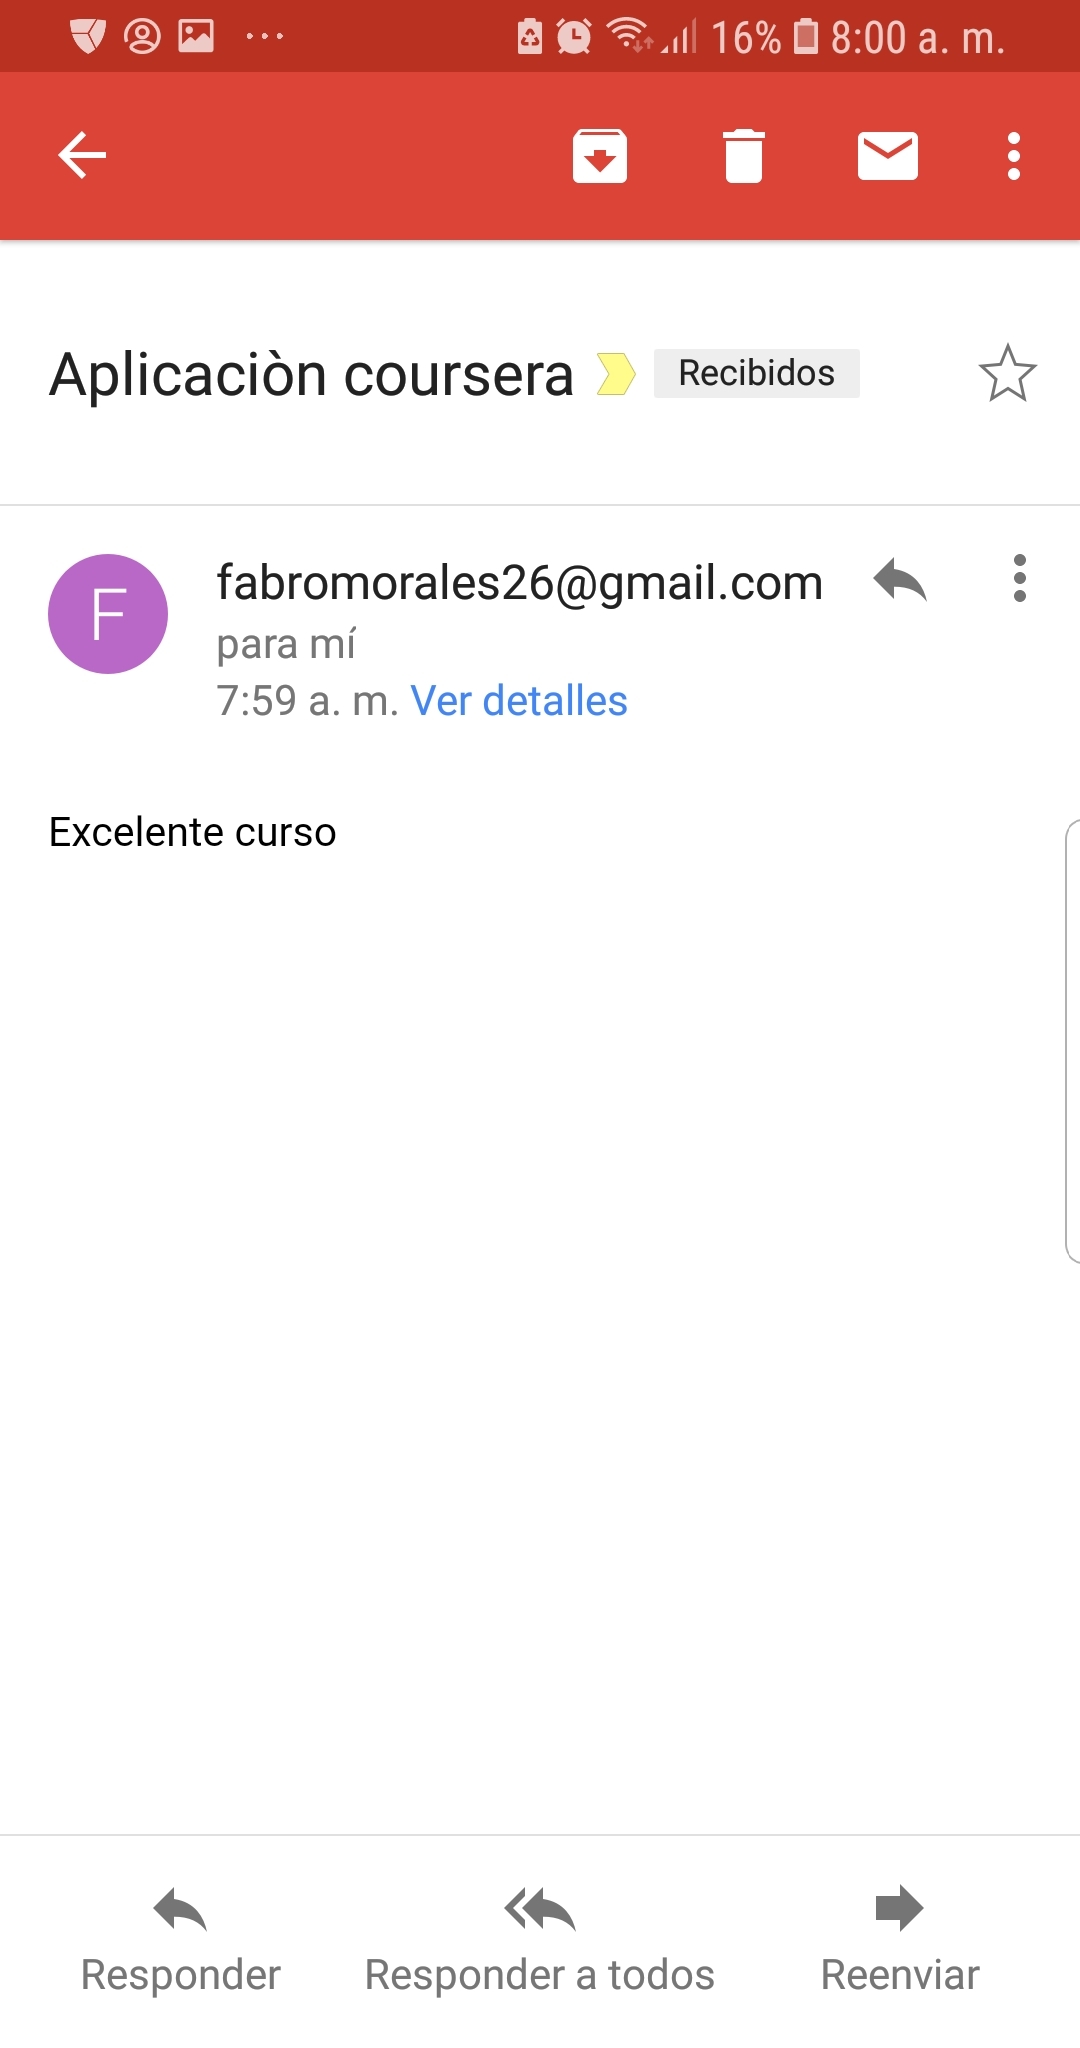 16% 8:00 a. m.
Aplicaciòn coursera Recibidos
F
fabromorales26@gmail.com
para mí
7:59 a. m. Ver detalles
Excelente curso
Responder Responder a todos Reenviar